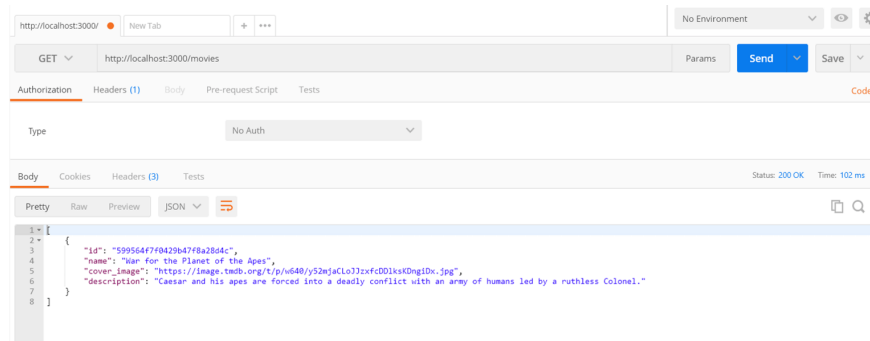 http://localhost:3000/ New Tab + ••• No Environment
GET http://localhost:3000/movies Params Send Save
Authorization Headers (1) Body Pre-request Script Tests Code
Type No Auth
Body Cookies Headers (3) Tests Status: 200 OK Time: 102 ms
Pretty Raw Preview JSON
1 [
2 {
3 "id": "599564f7f0429b47f8a28d4c",
4 "name": "War for the Planet of the Apes",
5 "cover_image": "https://image.tmdb.org/t/p/w640/y52mjaCLoJJzxfcDDlksKDngiDx.jpg",
6 "description": "Caesar and his apes are forced into a deadly conflict with an army of humans led by a ruthless Colonel."
7 }
8 ]